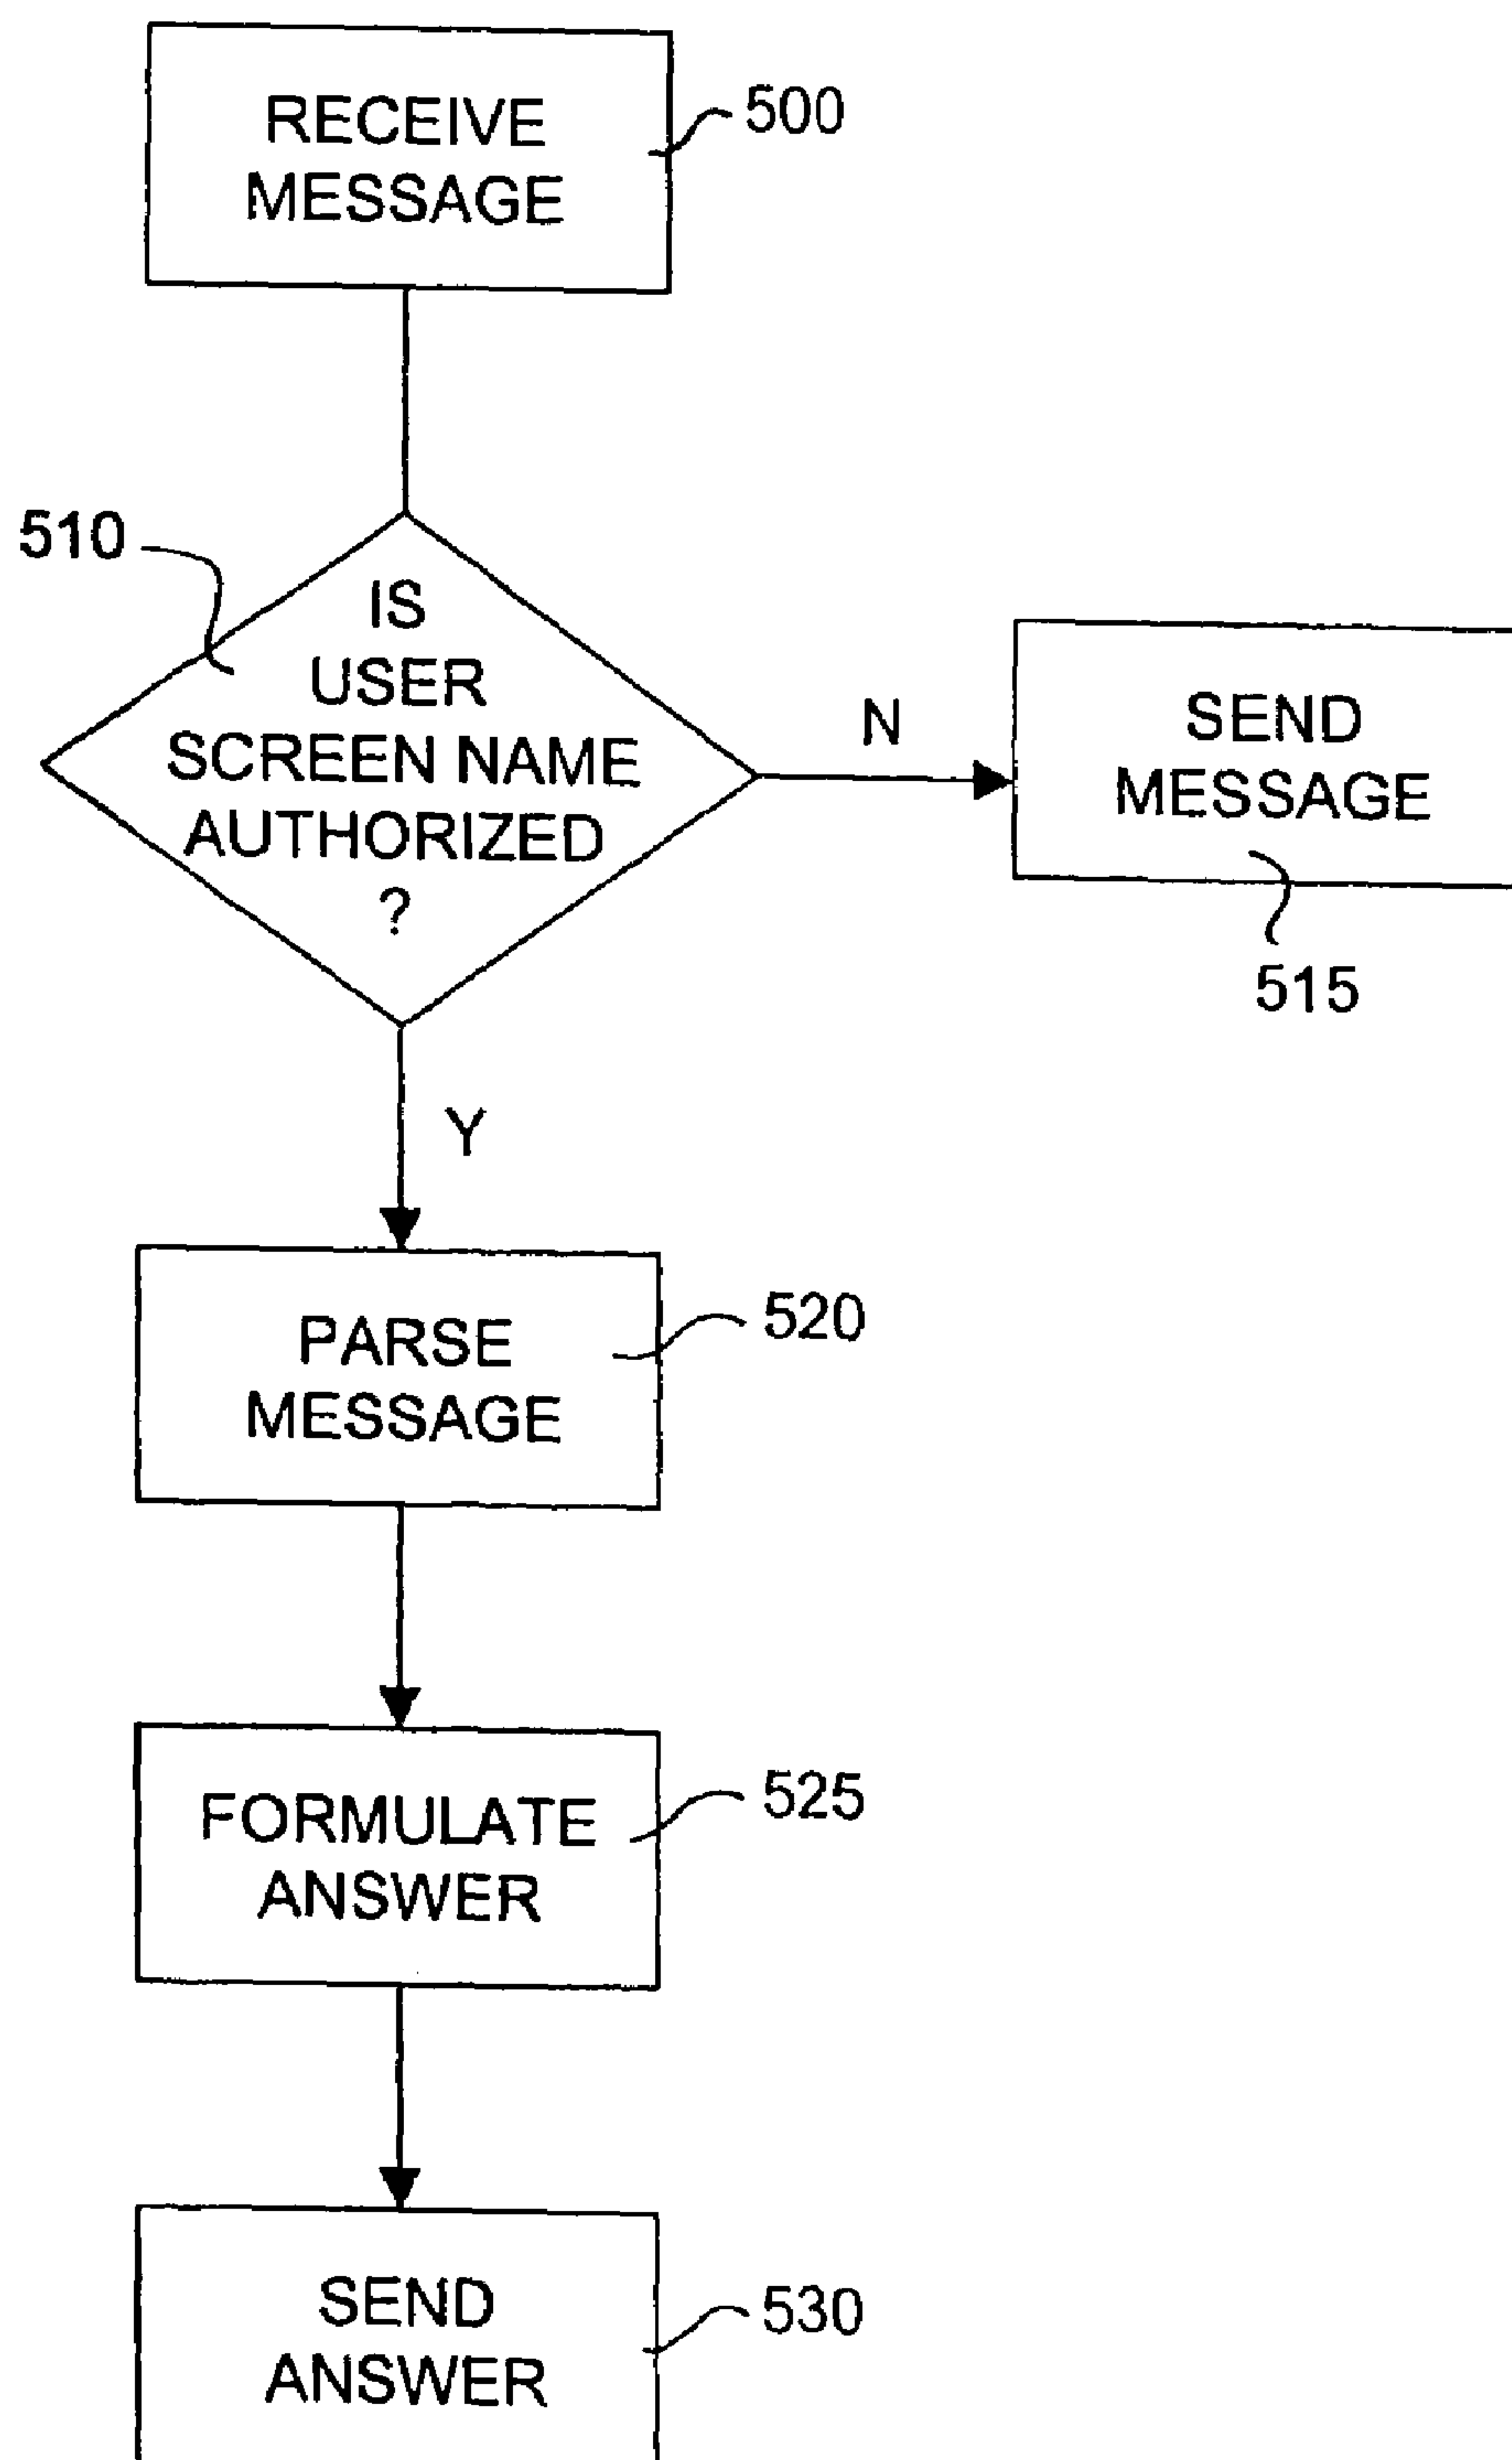 RECEIVE
MESSAGE
500
510
IS
USER
SCREEN NAME
AUTHORIZED
?
N
SEND
MESSAGE
515
Y
PARSE
MESSAGE
520
FORMULATE
ANSWER
525
SEND
ANSWER
530